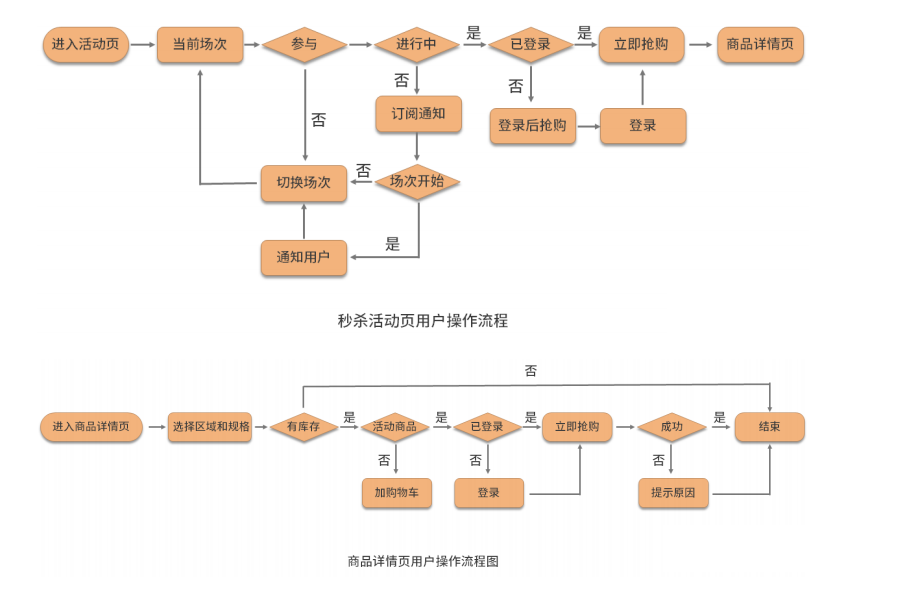 进入活动页
当前场次
参与
进行中
是
已登录
是
立即抢购
商品详情页
否
否
订阅通知
否
登录后抢购
登录
切换场次
否
场次开始
是
通知用户
秒杀活动页用户操作流程
否
进入商品详情页
选择区域和规格
有库存
是
活动商品
是
已登录
是
立即抢购
成功
是
结束
否
否
否
加购物车
登录
提示原因
商品详情页用户操作流程图